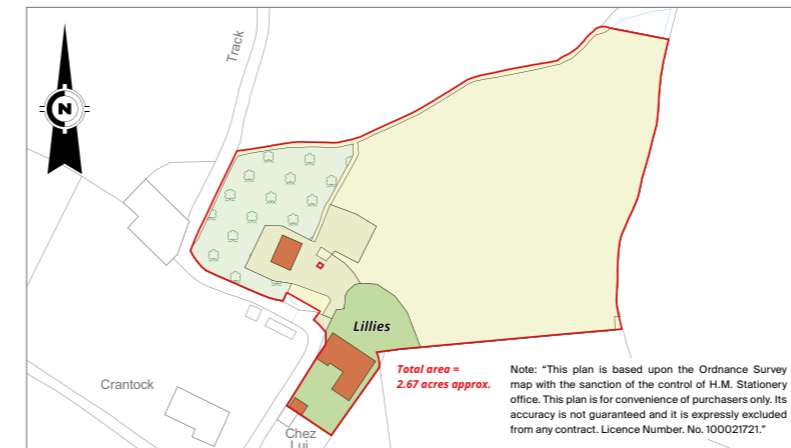 Track
N
Lillies
Total area =
2.67 acres approx.
Note: “This plan is based upon the Ordnance Survey
map with the sanction of the control of H.M. Stationery
office. This plan is for convenience of purchasers only. Its
accuracy is not guaranteed and it is expressly excluded
from any contract. Licence Number. No. 100021721.”
Crantock
Chez
Lui